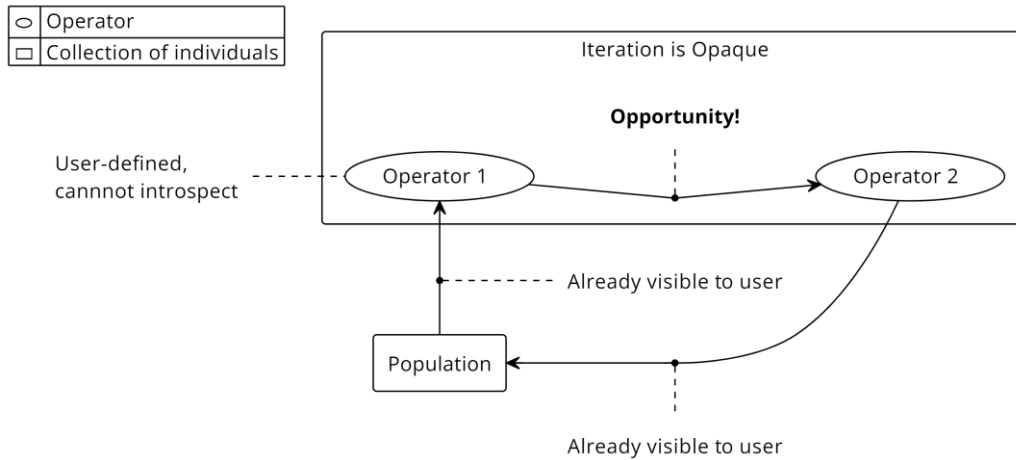 Operator
Collection of individuals
Iteration is Opaque
Opportunity!
User-defined,
cannnot introspect
Operator 1
Operator 2
Already visible to user
Population
Already visible to user